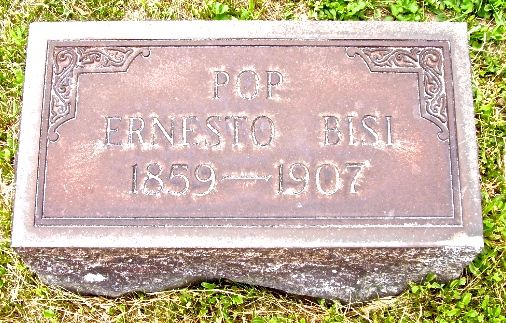 POP
ERNESTO BISI
1859—1907